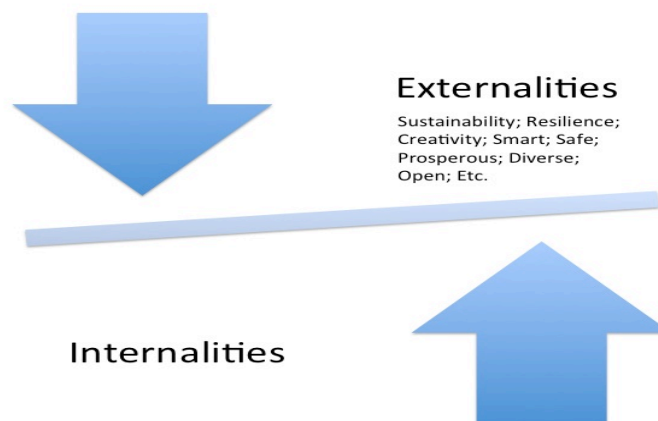 Externalities
Sustainability; Resilience;
Creativity; Smart; Safe;
Prosperous; Diverse;
Open; Etc.
Internalities